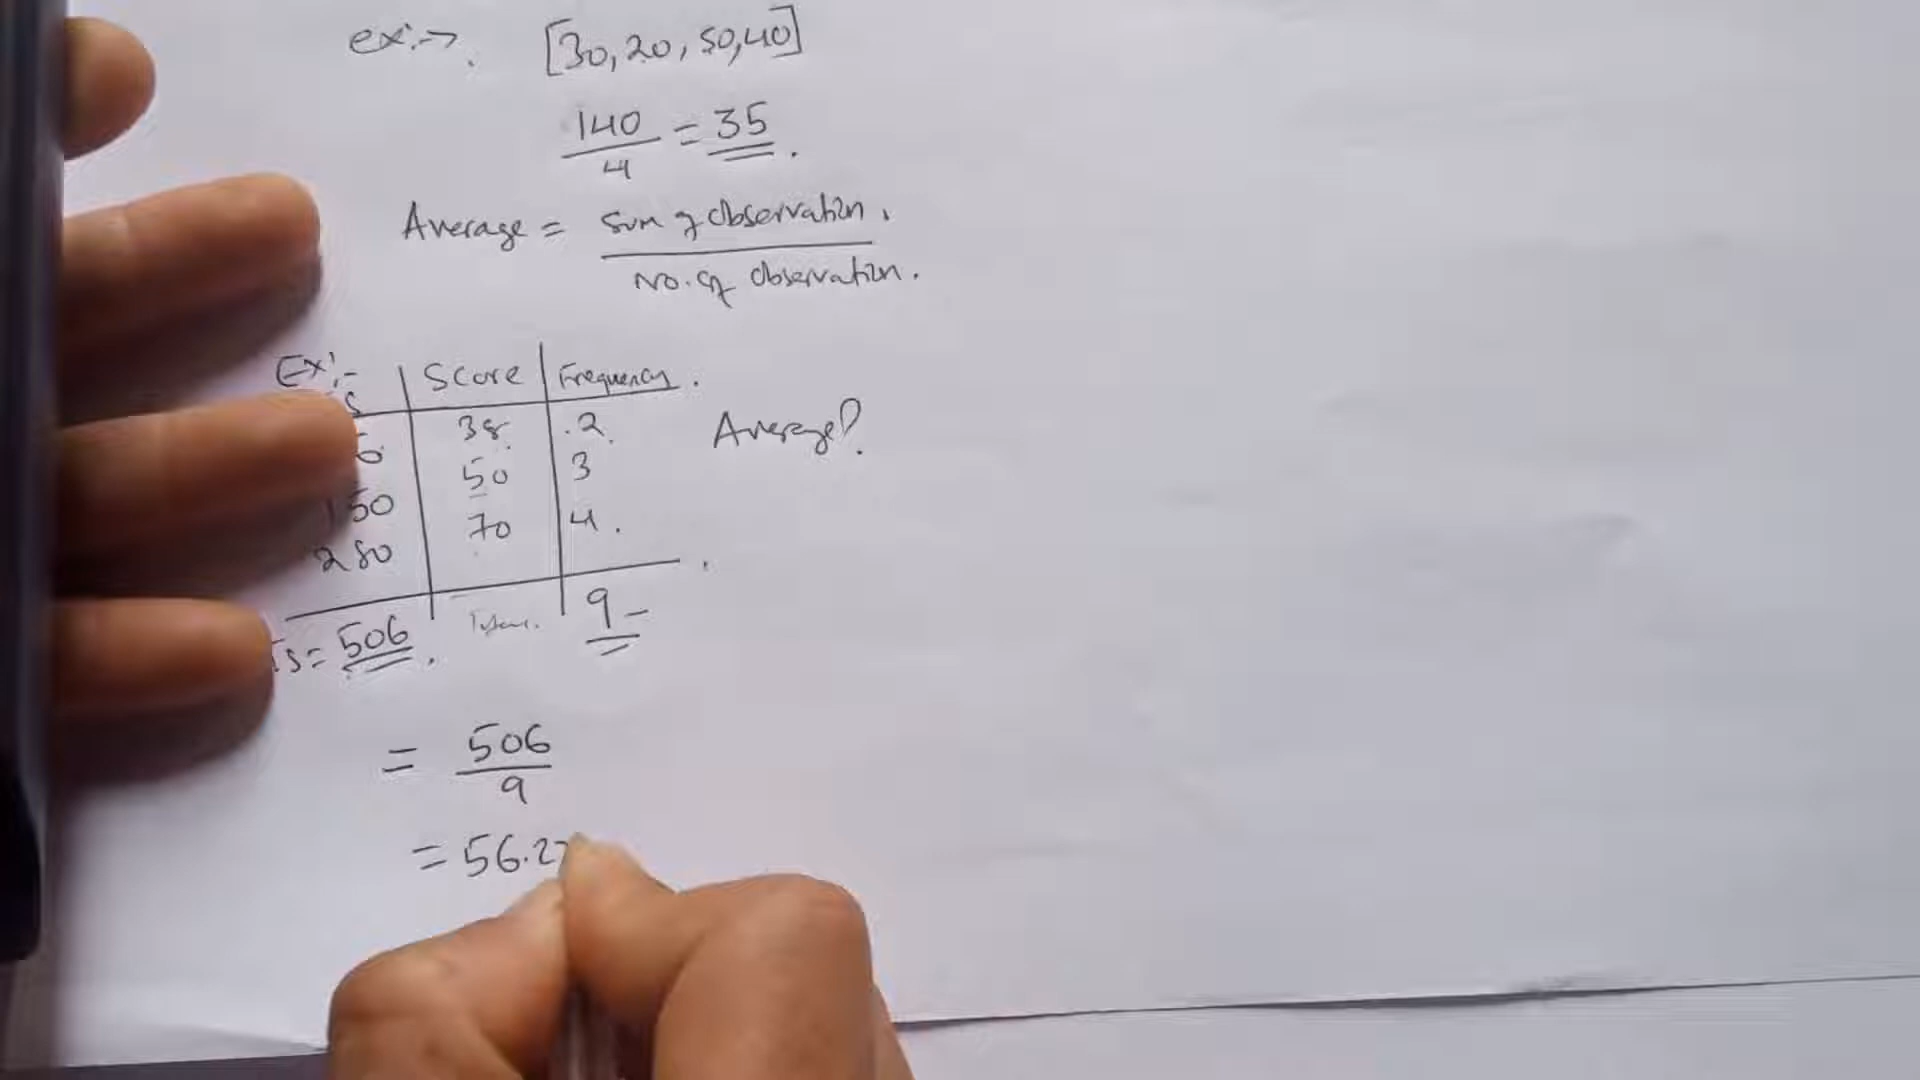 ex:→. [30, 20, 50, 40]
140
4
= 35.
Average = Sum of observation.
No. of observation.
Ex:- Score Frequency.
38 2
6. 50 3
150 70 4.
280
9
= 506.
= 506
9
= 56.2
Average?